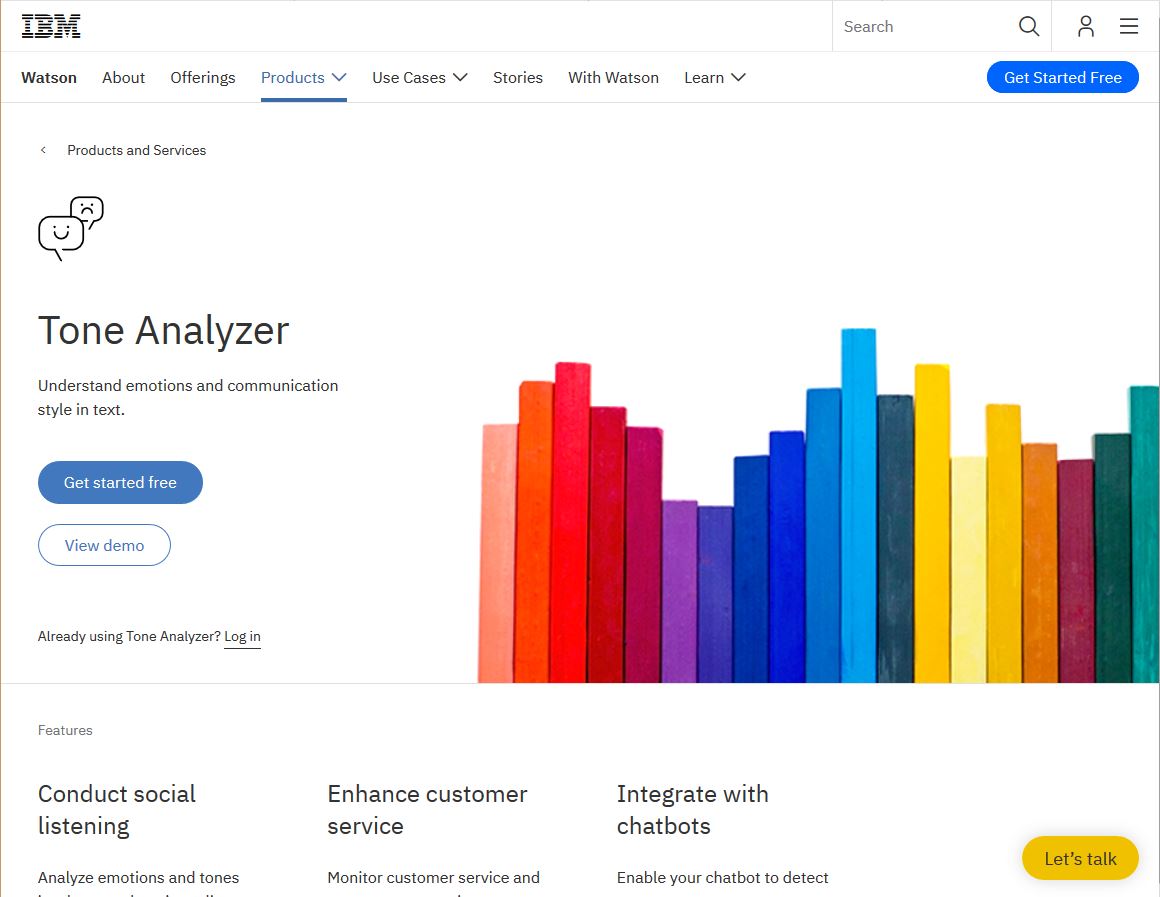 IBM
Search
Watson About Offerings Products Use Cases Stories With Watson Learn Get Started Free
Products and Services
Tone Analyzer
Understand emotions and communication
style in text.
Get started free
View demo
Already using Tone Analyzer? Log in
Features
Conduct social
listening
Enhance customer
service
Integrate with
chatbots
Let’s talk
Analyze emotions and tones
Monitor customer service and
Enable your chatbot to detect